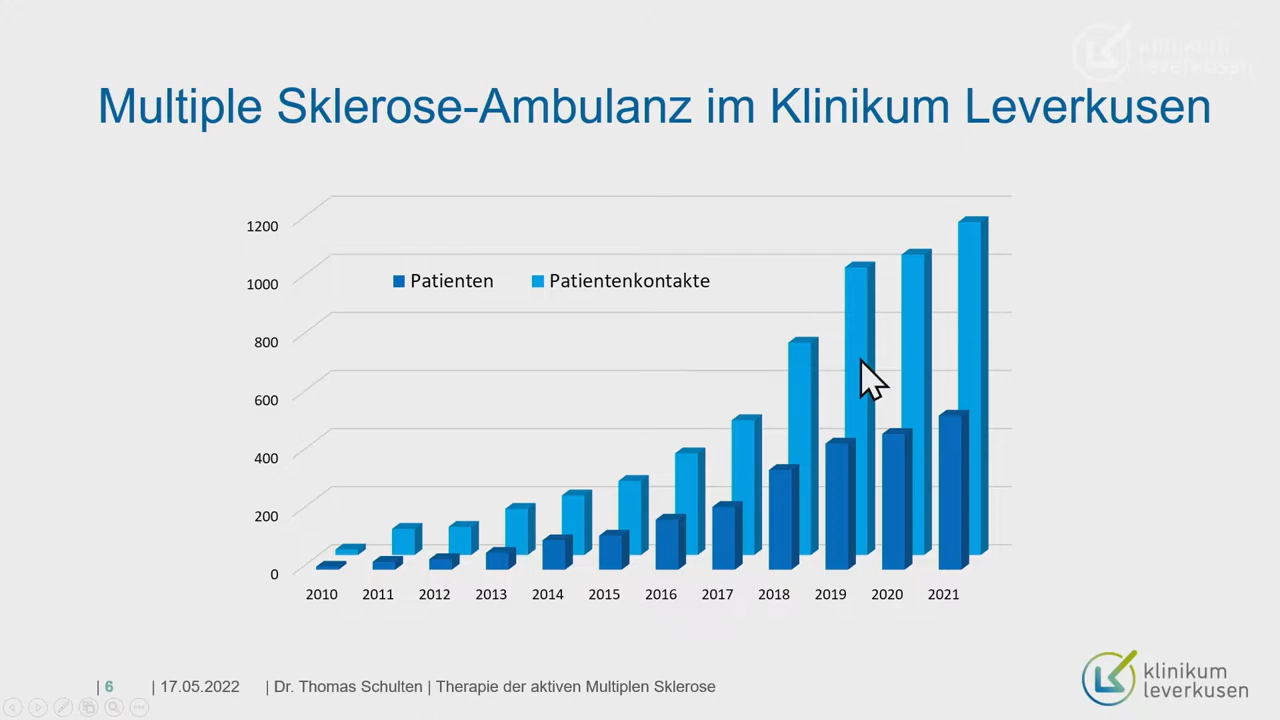 klinikum
leverkusen
Multiple Sklerose-Ambulanz im Klinikum Leverkusen
1200
1000
800
600
400
200
0
Patienten Patientenkontakte
2010 2011 2012 2013 2014 2015 2016 2017 2018 2019 2020 2021
| 6 | 17.05.2022 | Dr. Thomas Schulten | Therapie der aktiven Multiplen Sklerose
klinikum
leverkusen